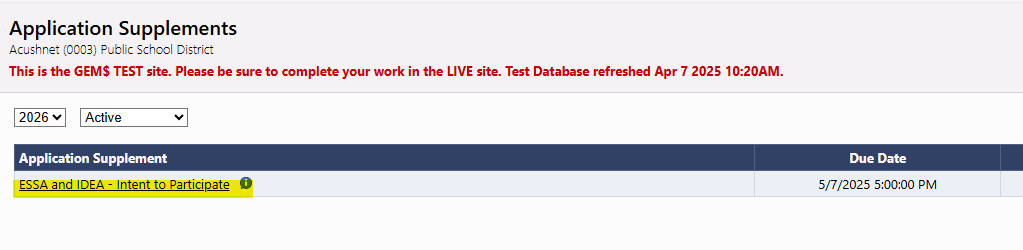 Application Supplements
Acushnet (0003) Public School District
This is the GEM$ TEST site. Please be sure to complete your work in the LIVE site. Test Database refreshed Apr 7 2025 10:20AM.
2026 Active
Application Supplement Due Date
ESSA and IDEA - Intent to Participate 5/7/2025 5:00:00 PM